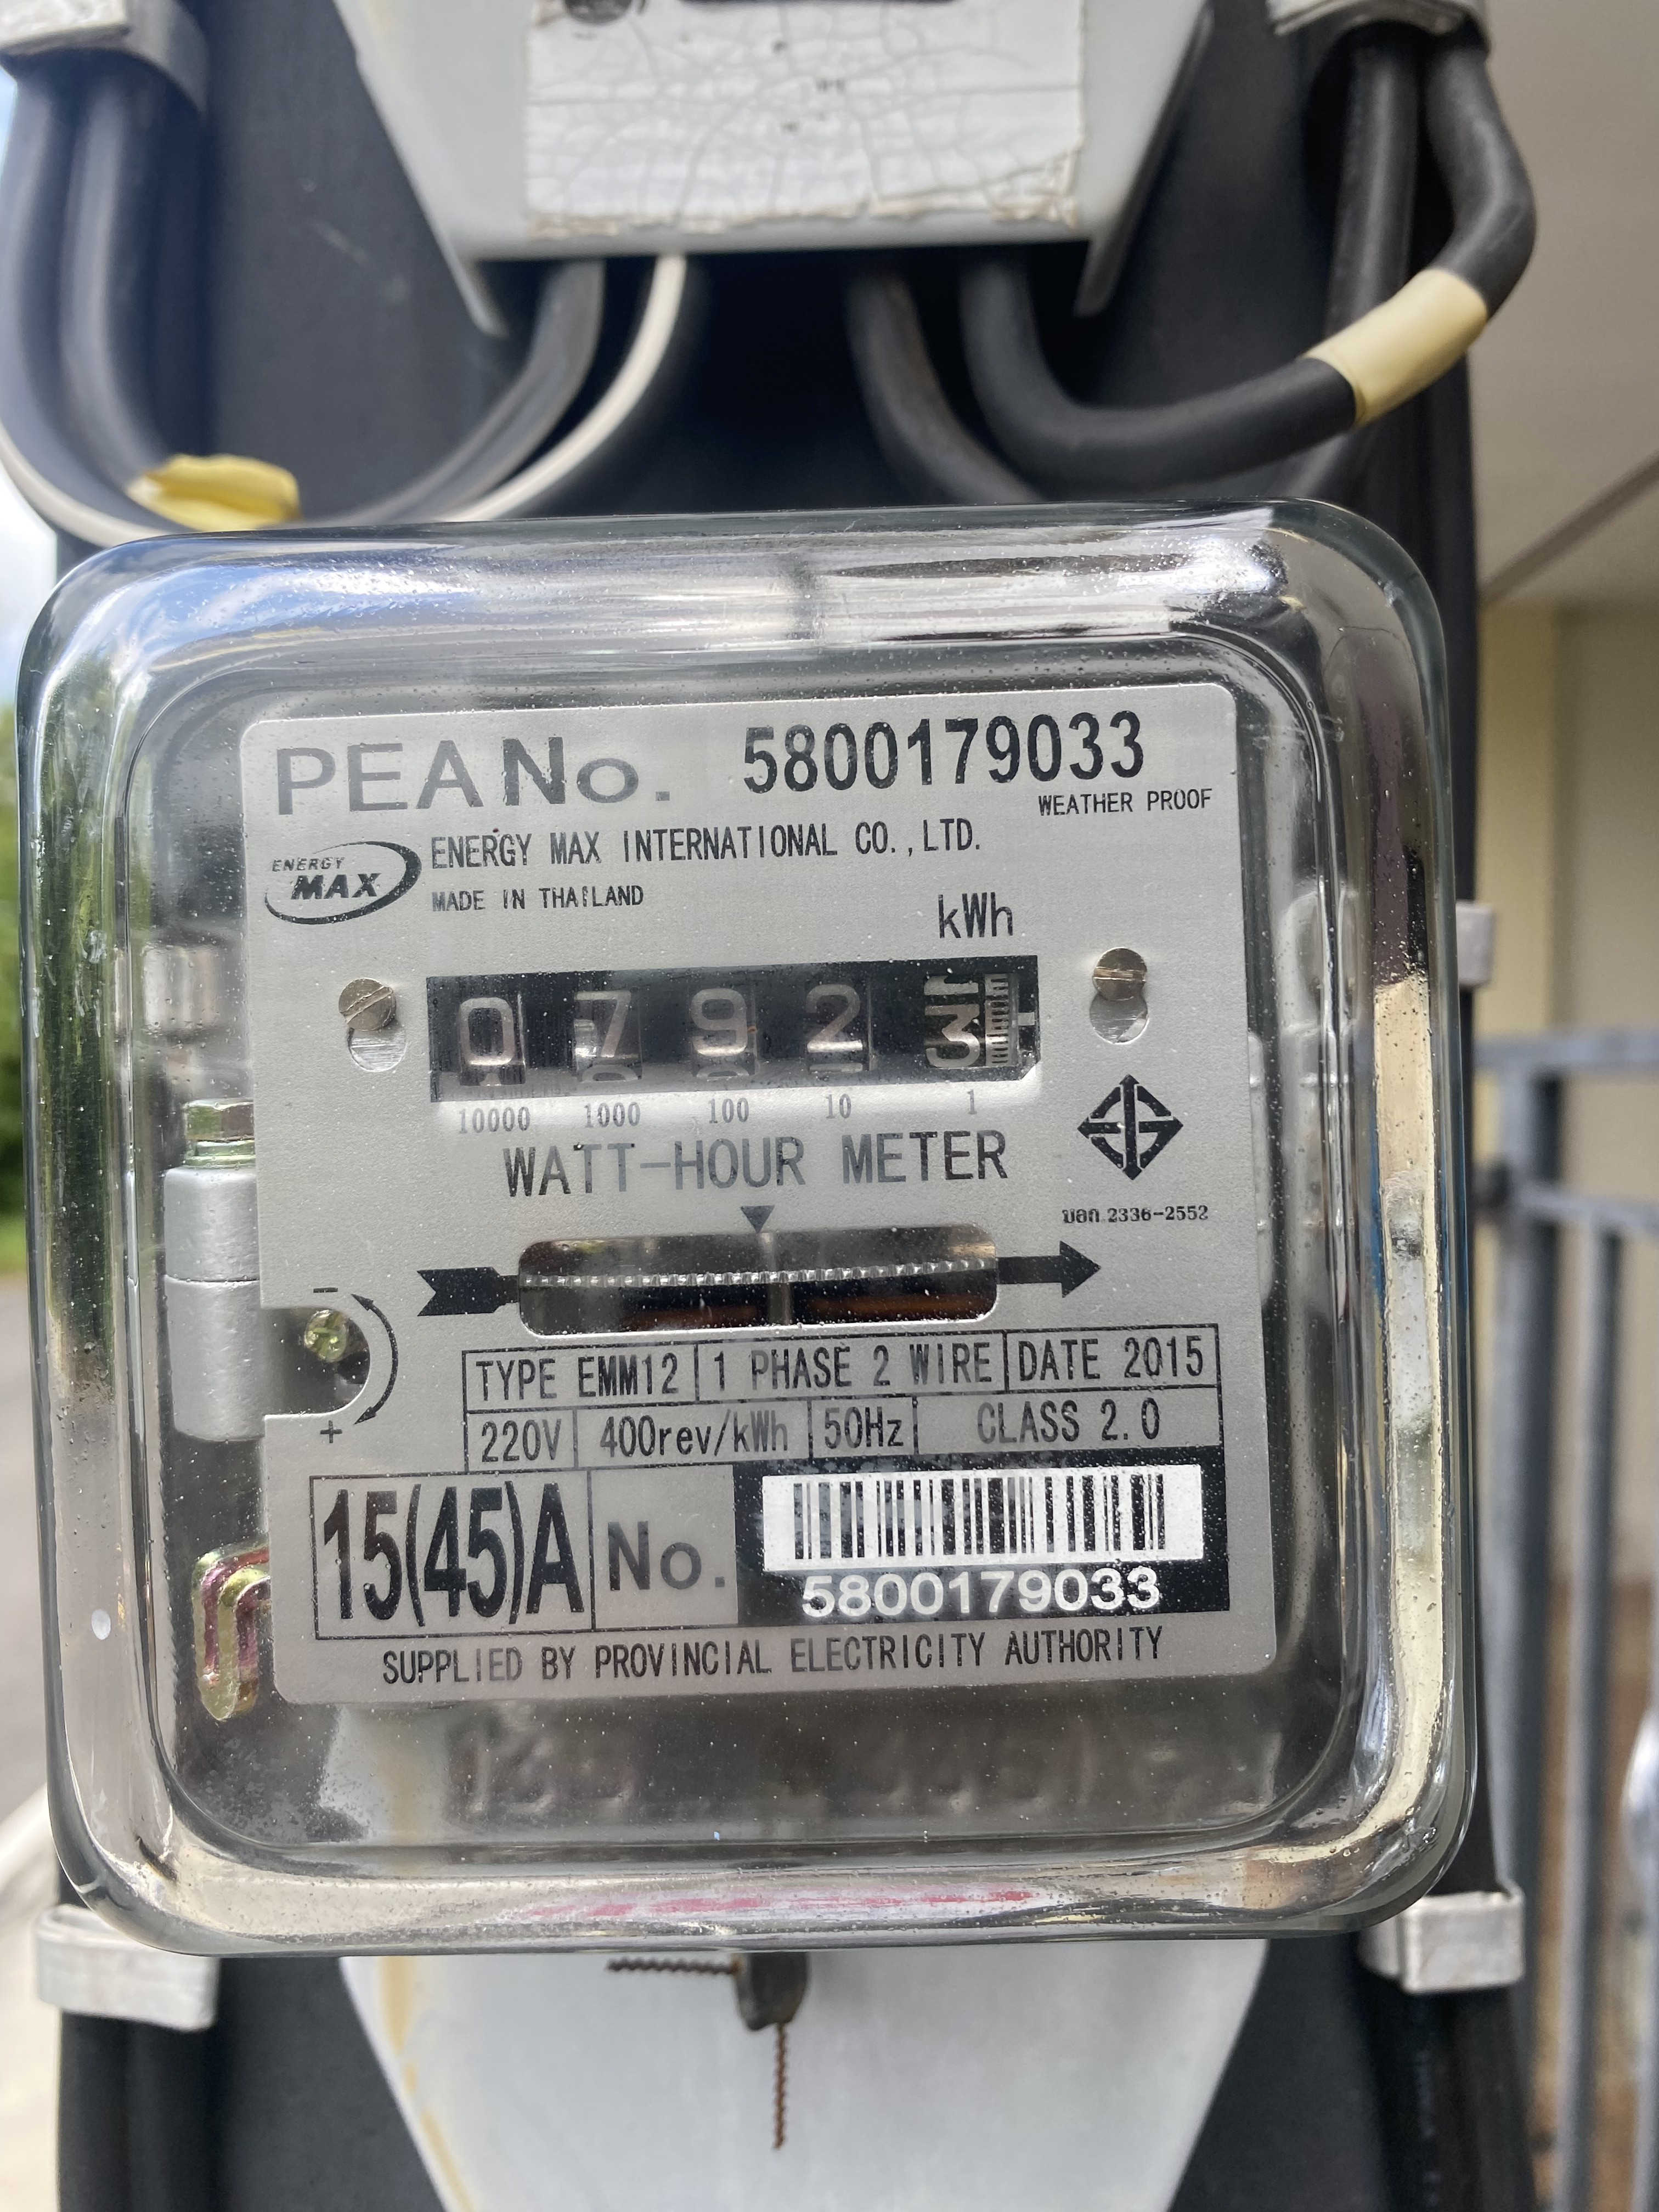 PEA No. 5800179033
WEATHER PROOF
ENERGY MAX
ENERGY MAX INTERNATIONAL CO.,LTD.
MADE IN THAILAND
kWh
0 7 9 2 3
10000 1000 100 10 1
WATT-HOUR METER
มอก.2336-2552
-
+
TYPE EMM12 1 PHASE 2 WIRE DATE 2015
220V 400rev/kWh 50Hz CLASS 2.0
15(45)A No. 5800179033
SUPPLIED BY PROVINCIAL ELECTRICITY AUTHORITY